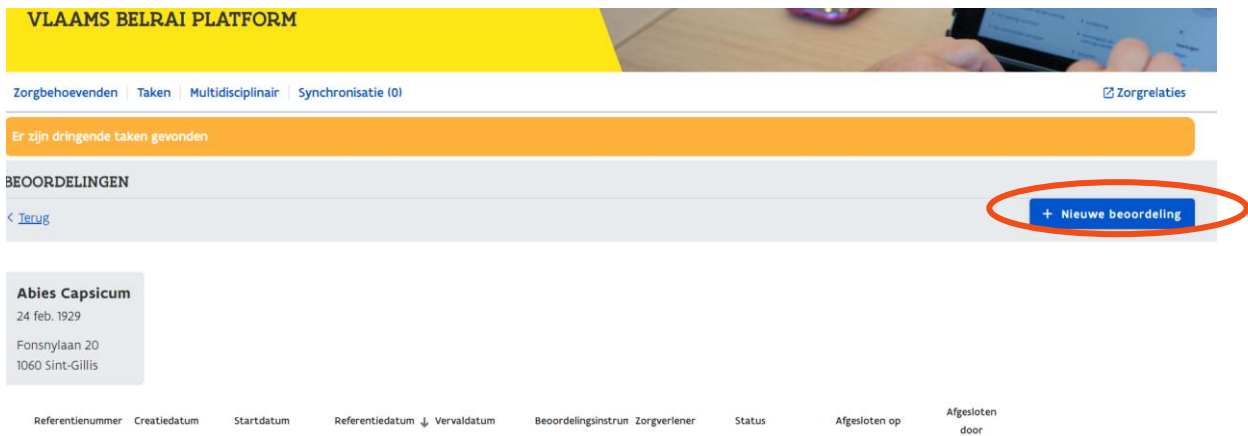 VLAAMS BELRAI PLATFORM
Zorgbehoevenden Taken Multidisciplinair Synchronisatie (0) Zorgrelaties
Er zijn dringende taken gevonden
BEOORDELINGEN
< Terug + Nieuwe beoordeling
Abies Capsicum
24 feb. 1929
Fonsnylaan 20
1060 Sint-Gillis
Referentienummer Creatiedatum Startdatum Referentiedatum ↓ Vervaldatum Beoordelingsinstrun Zorgverlener Status Afgesloten op Afgesloten
door